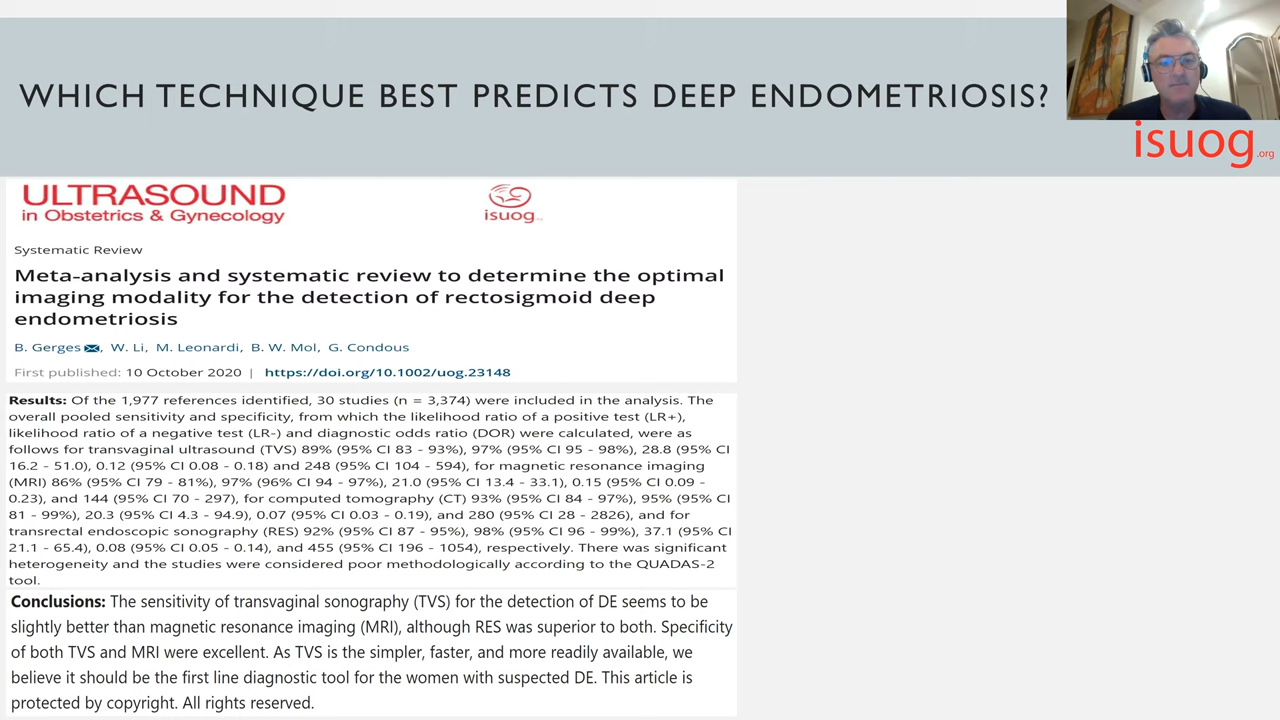 WHICH TECHNIQUE BEST PREDICTS DEEP ENDOMETRIOSIS?
isuog.org
ULTRASOUND
in Obstetrics & Gynecology
isuog
Systematic Review
Meta-analysis and systematic review to determine the optimal
imaging modality for the detection of rectosigmoid deep
endometriosis
B. Gerges, W. Li, M. Leonardi, B. W. Mol, G. Condous
First published: 10 October 2020 | https://doi.org/10.1002/uog.23148
Results: Of the 1,977 references identified, 30 studies (n = 3,374) were included in the analysis. The
overall pooled sensitivity and specificity, from which the likelihood ratio of a positive test (LR+),
likelihood ratio of a negative test (LR-) and diagnostic odds ratio (DOR) were calculated, were as
follows for transvaginal ultrasound (TVS) 89% (95% CI 83 - 93%), 97% (95% CI 95 - 98%), 28.8 (95% CI
16.2 - 51.0), 0.12 (95% CI 0.08 - 0.18) and 248 (95% CI 104 - 594), for magnetic resonance imaging
(MRI) 86% (95% CI 79 - 81%), 97% (96% CI 94 - 97%), 21.0 (95% CI 13.4 - 33.1), 0.15 (95% CI 0.09 -
0.23), and 144 (95% CI 70 - 297), for computed tomography (CT) 93% (95% CI 84 - 97%), 95% (95% CI
81 - 99%), 20.3 (95% CI 4.3 - 94.9), 0.07 (95% CI 0.03 - 0.19), and 280 (95% CI 28 - 2826), and for
transrectal endoscopic sonography (RES) 92% (95% CI 87 - 95%), 98% (95% CI 96 - 99%), 37.1 (95% CI
21.1 - 65.4), 0.08 (95% CI 0.05 - 0.14), and 455 (95% CI 196 - 1054), respectively. There was significant
heterogeneity and the studies were considered poor methodologically according to the QUADAS-2
tool.
Conclusions: The sensitivity of transvaginal sonography (TVS) for the detection of DE seems to be
slightly better than magnetic resonance imaging (MRI), although RES was superior to both. Specificity
of both TVS and MRI were excellent. As TVS is the simpler, faster, and more readily available, we
believe it should be the first line diagnostic tool for the women with suspected DE. This article is
protected by copyright. All rights reserved.